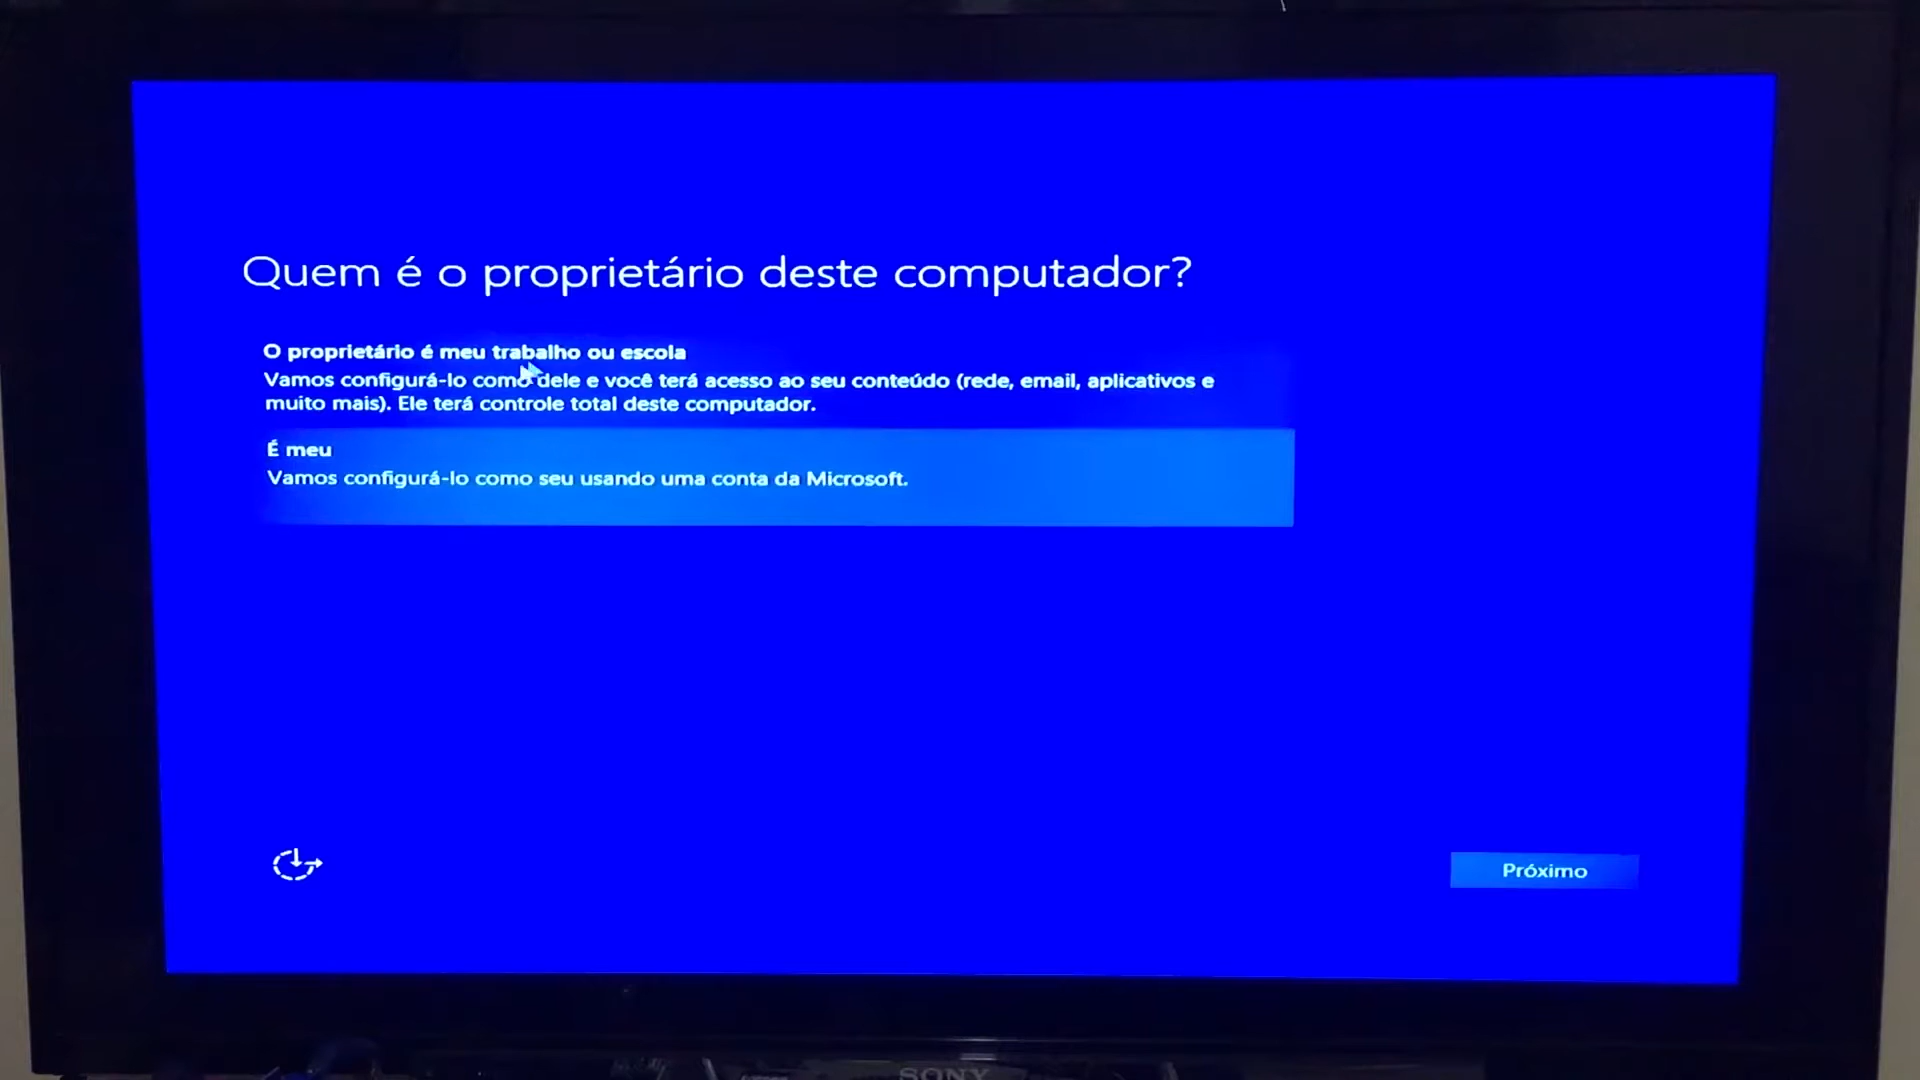 Quem é o proprietário deste computador?
O proprietário é meu trabalho ou escola
Vamos configurá-lo como dele e você terá acesso ao seu conteúdo (rede, email, aplicativos e
muito mais). Ele terá controle total deste computador.
É meu
Vamos configurá-lo como seu usando uma conta da Microsoft.
Próximo
SONY